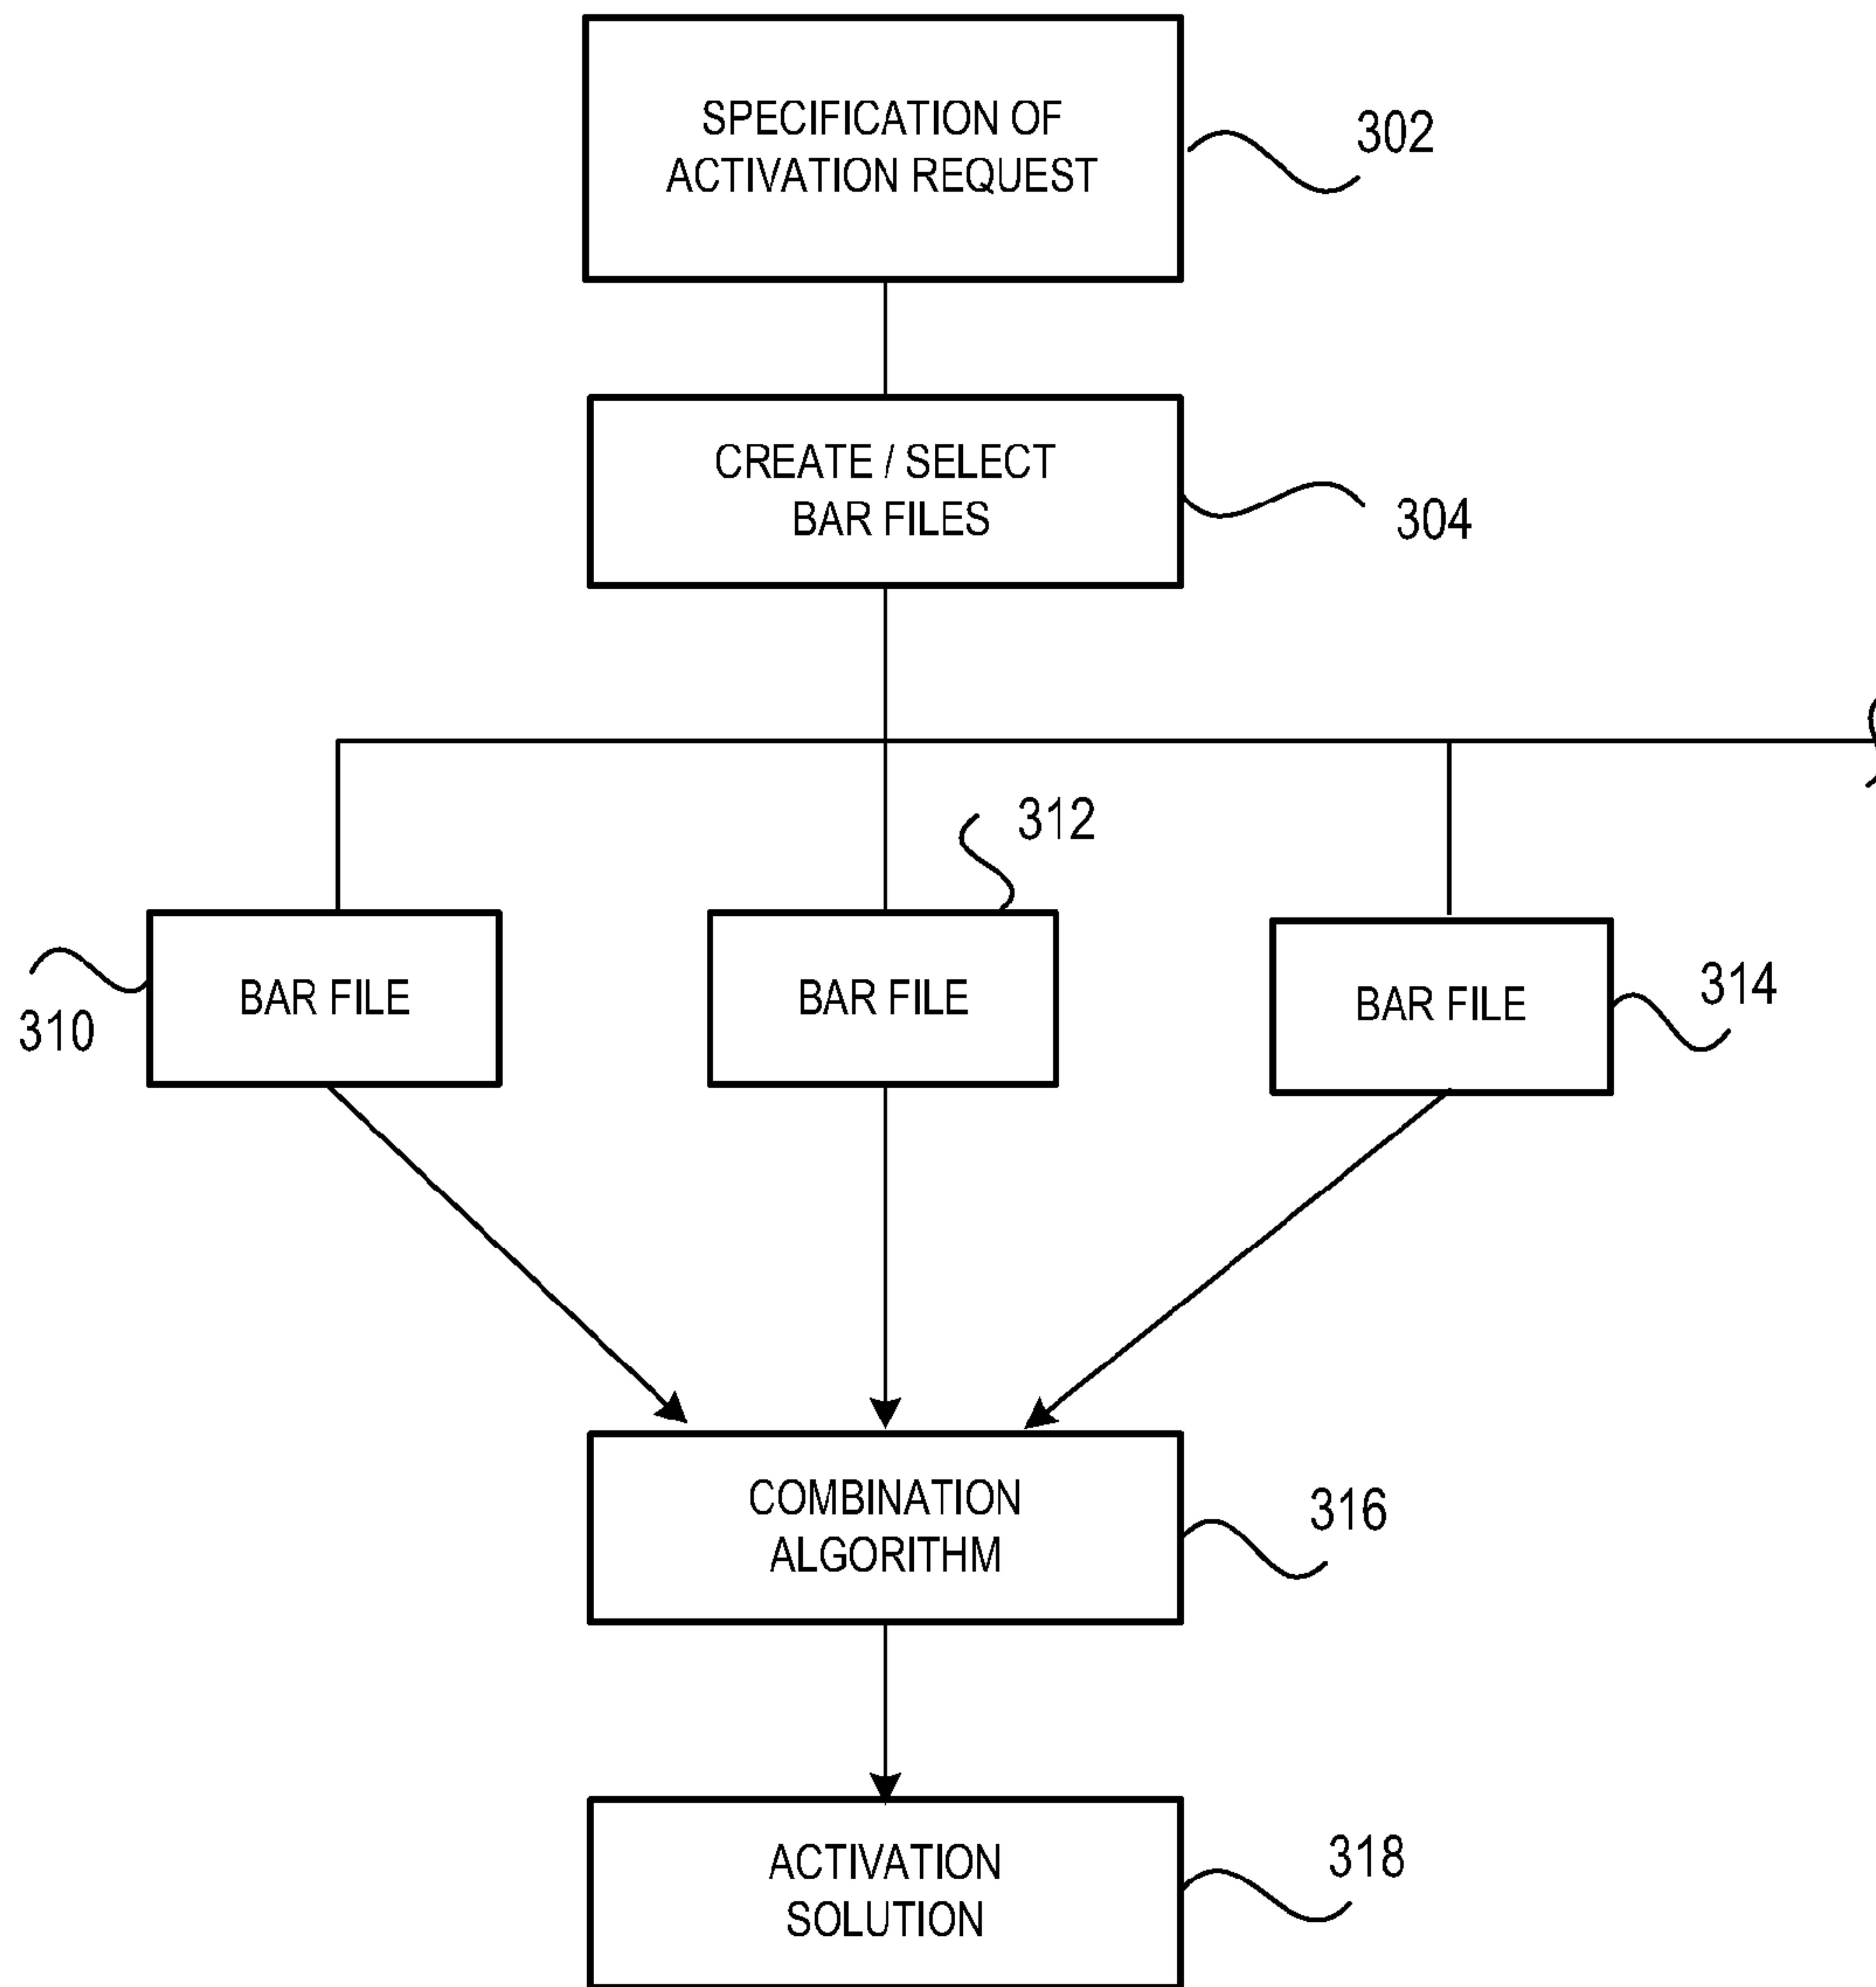 SPECIFICATION OF
ACTIVATION REQUEST
302
CREATE / SELECT
BAR FILES
304
312
BAR FILE
310
BAR FILE
BAR FILE
314
COMBINATION
ALGORITHM
316
ACTIVATION
SOLUTION
318